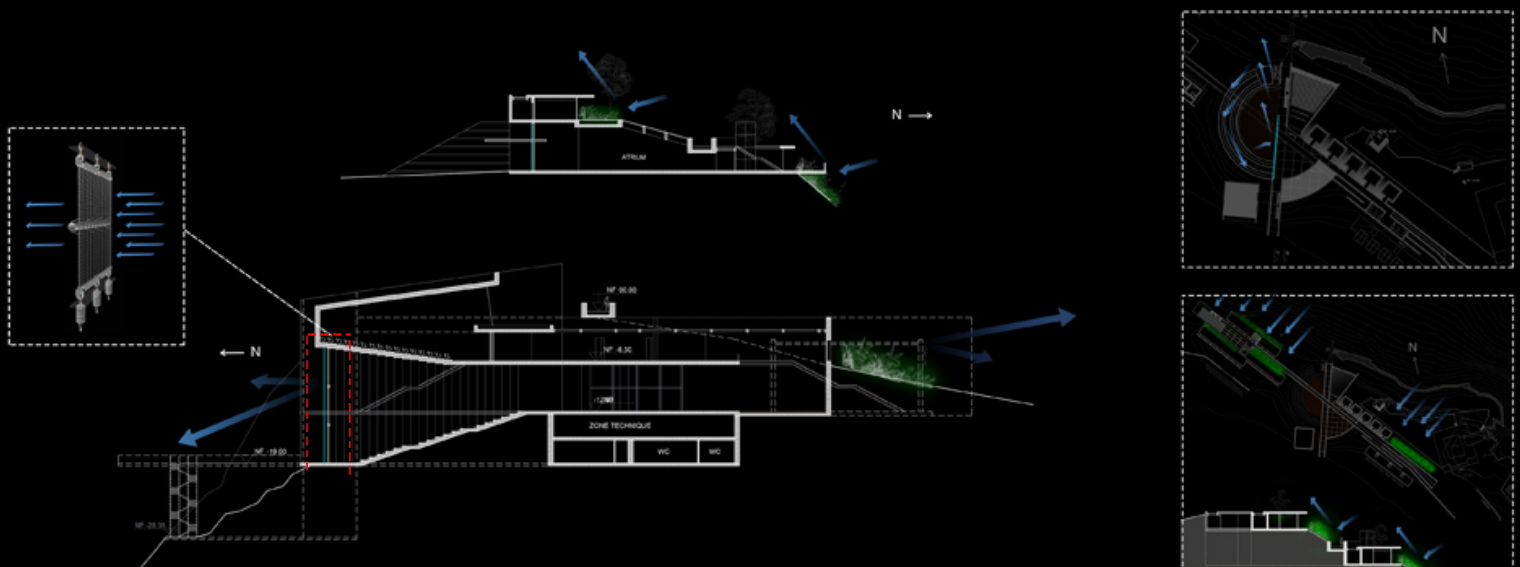 N →
ATRIUM
N
NF 00.00
NF -6.30
← N
ZONE TECHNIQUE
WC
WC
NF -19.00
N